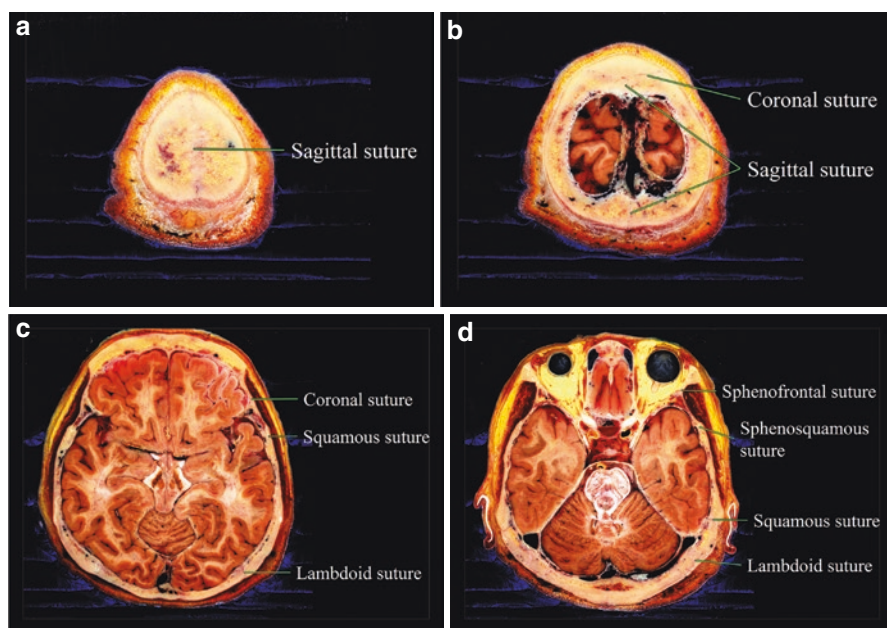 a
Sagittal suture
b
Coronal suture
Sagittal suture
c
Coronal suture
Squamous suture
Lambdoid suture
d
Sphenofrontal suture
Sphenosquamous
suture
Squamous suture
Lambdoid suture